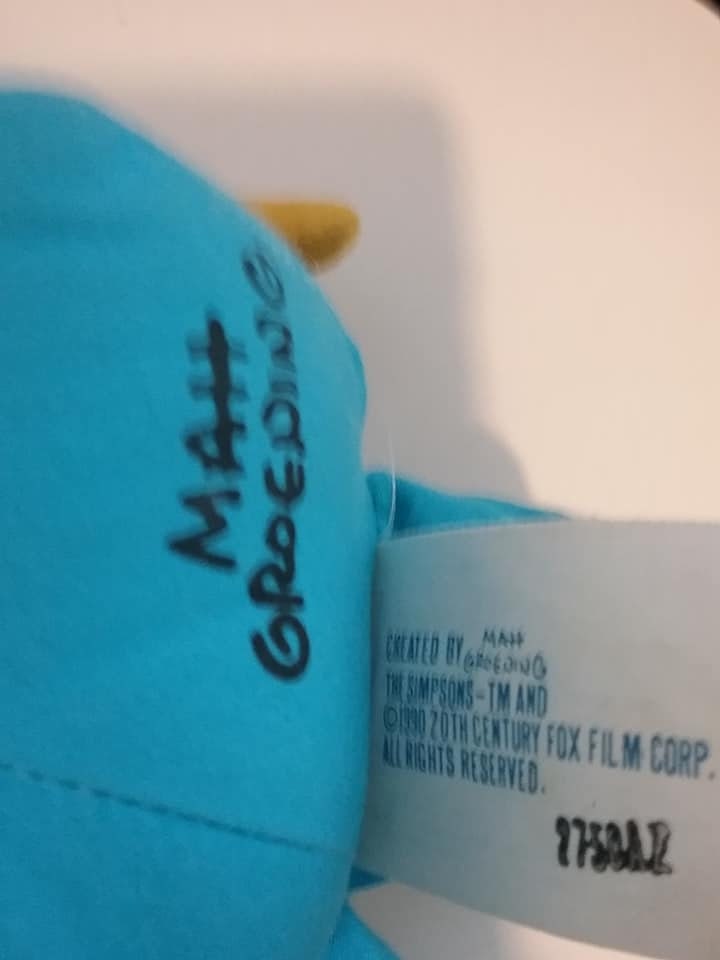 MATT
GROENING
CREATED BY MATT GROENING
THE SIMPSONS-TM AND
©1990 20TH CENTURY FOX FILM CORP.
ALL RIGHTS RESERVED.